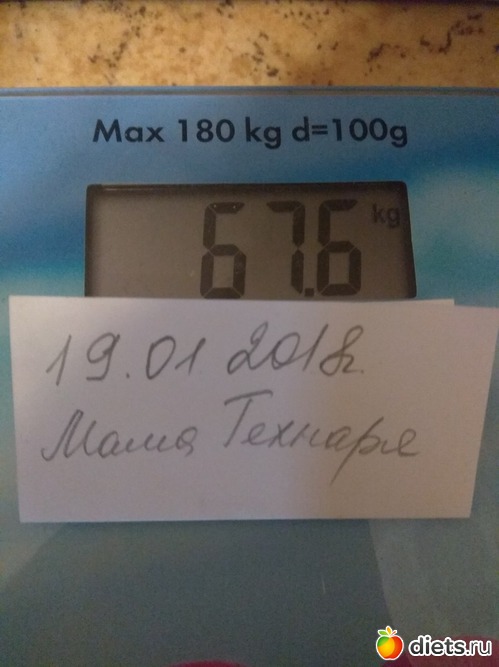 Max 180 kg d=100g
67.6 kg
19.01 2018г.
Мама Технаря
diets.ru